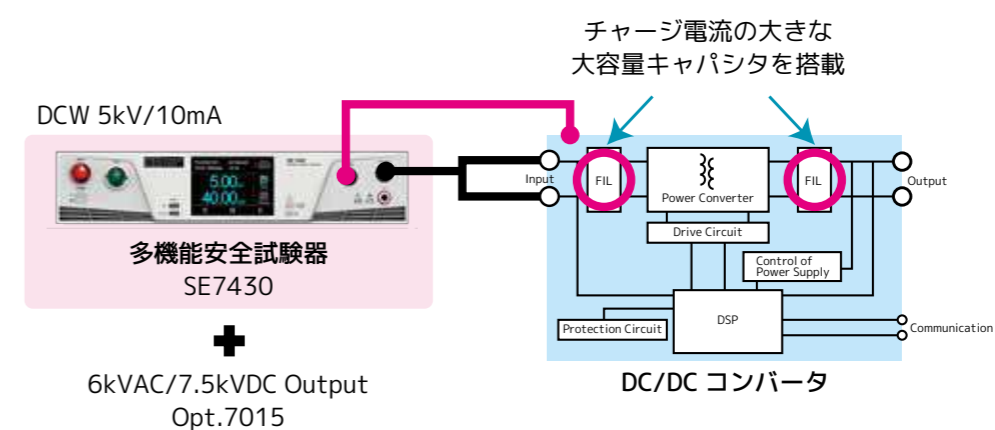 チャージ電流の大きな
大容量キャパシタを搭載
DCW 5kV/10mA
5.00
40.00
多機能安全試験器
SE7430
6kVAC/7.5kVDC Output
Opt.7015
Input
FIL
Power Converter
FIL
Output
Drive Circuit
Control of
Power Supply
DSP
Protection Circuit
Communication
DC/DC コンバータ